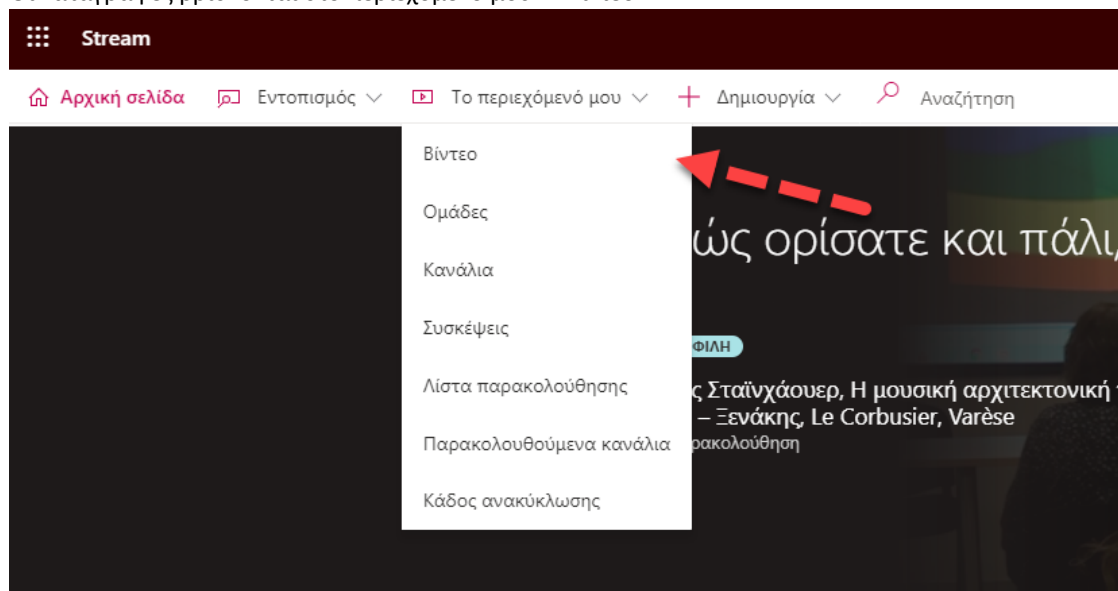 Stream
Αρχική σελίδα Εντοπισμός Το περιεχόμενό μου Δημιουργία Αναζήτηση
Βίντεο
Ομάδες
Κανάλια
Συσκέψεις
Λίστα παρακολούθησης
Παρακολουθούμενα κανάλια
Κάδος ανακύκλωσης
ώς ορίσατε και πάλι,
ΦΙΛΗ
ς Σταϊνχάουερ, Η μουσική αρχιτεκτονική
– Ξενάκης, Le Corbusier, Varèse
ρακολούθηση